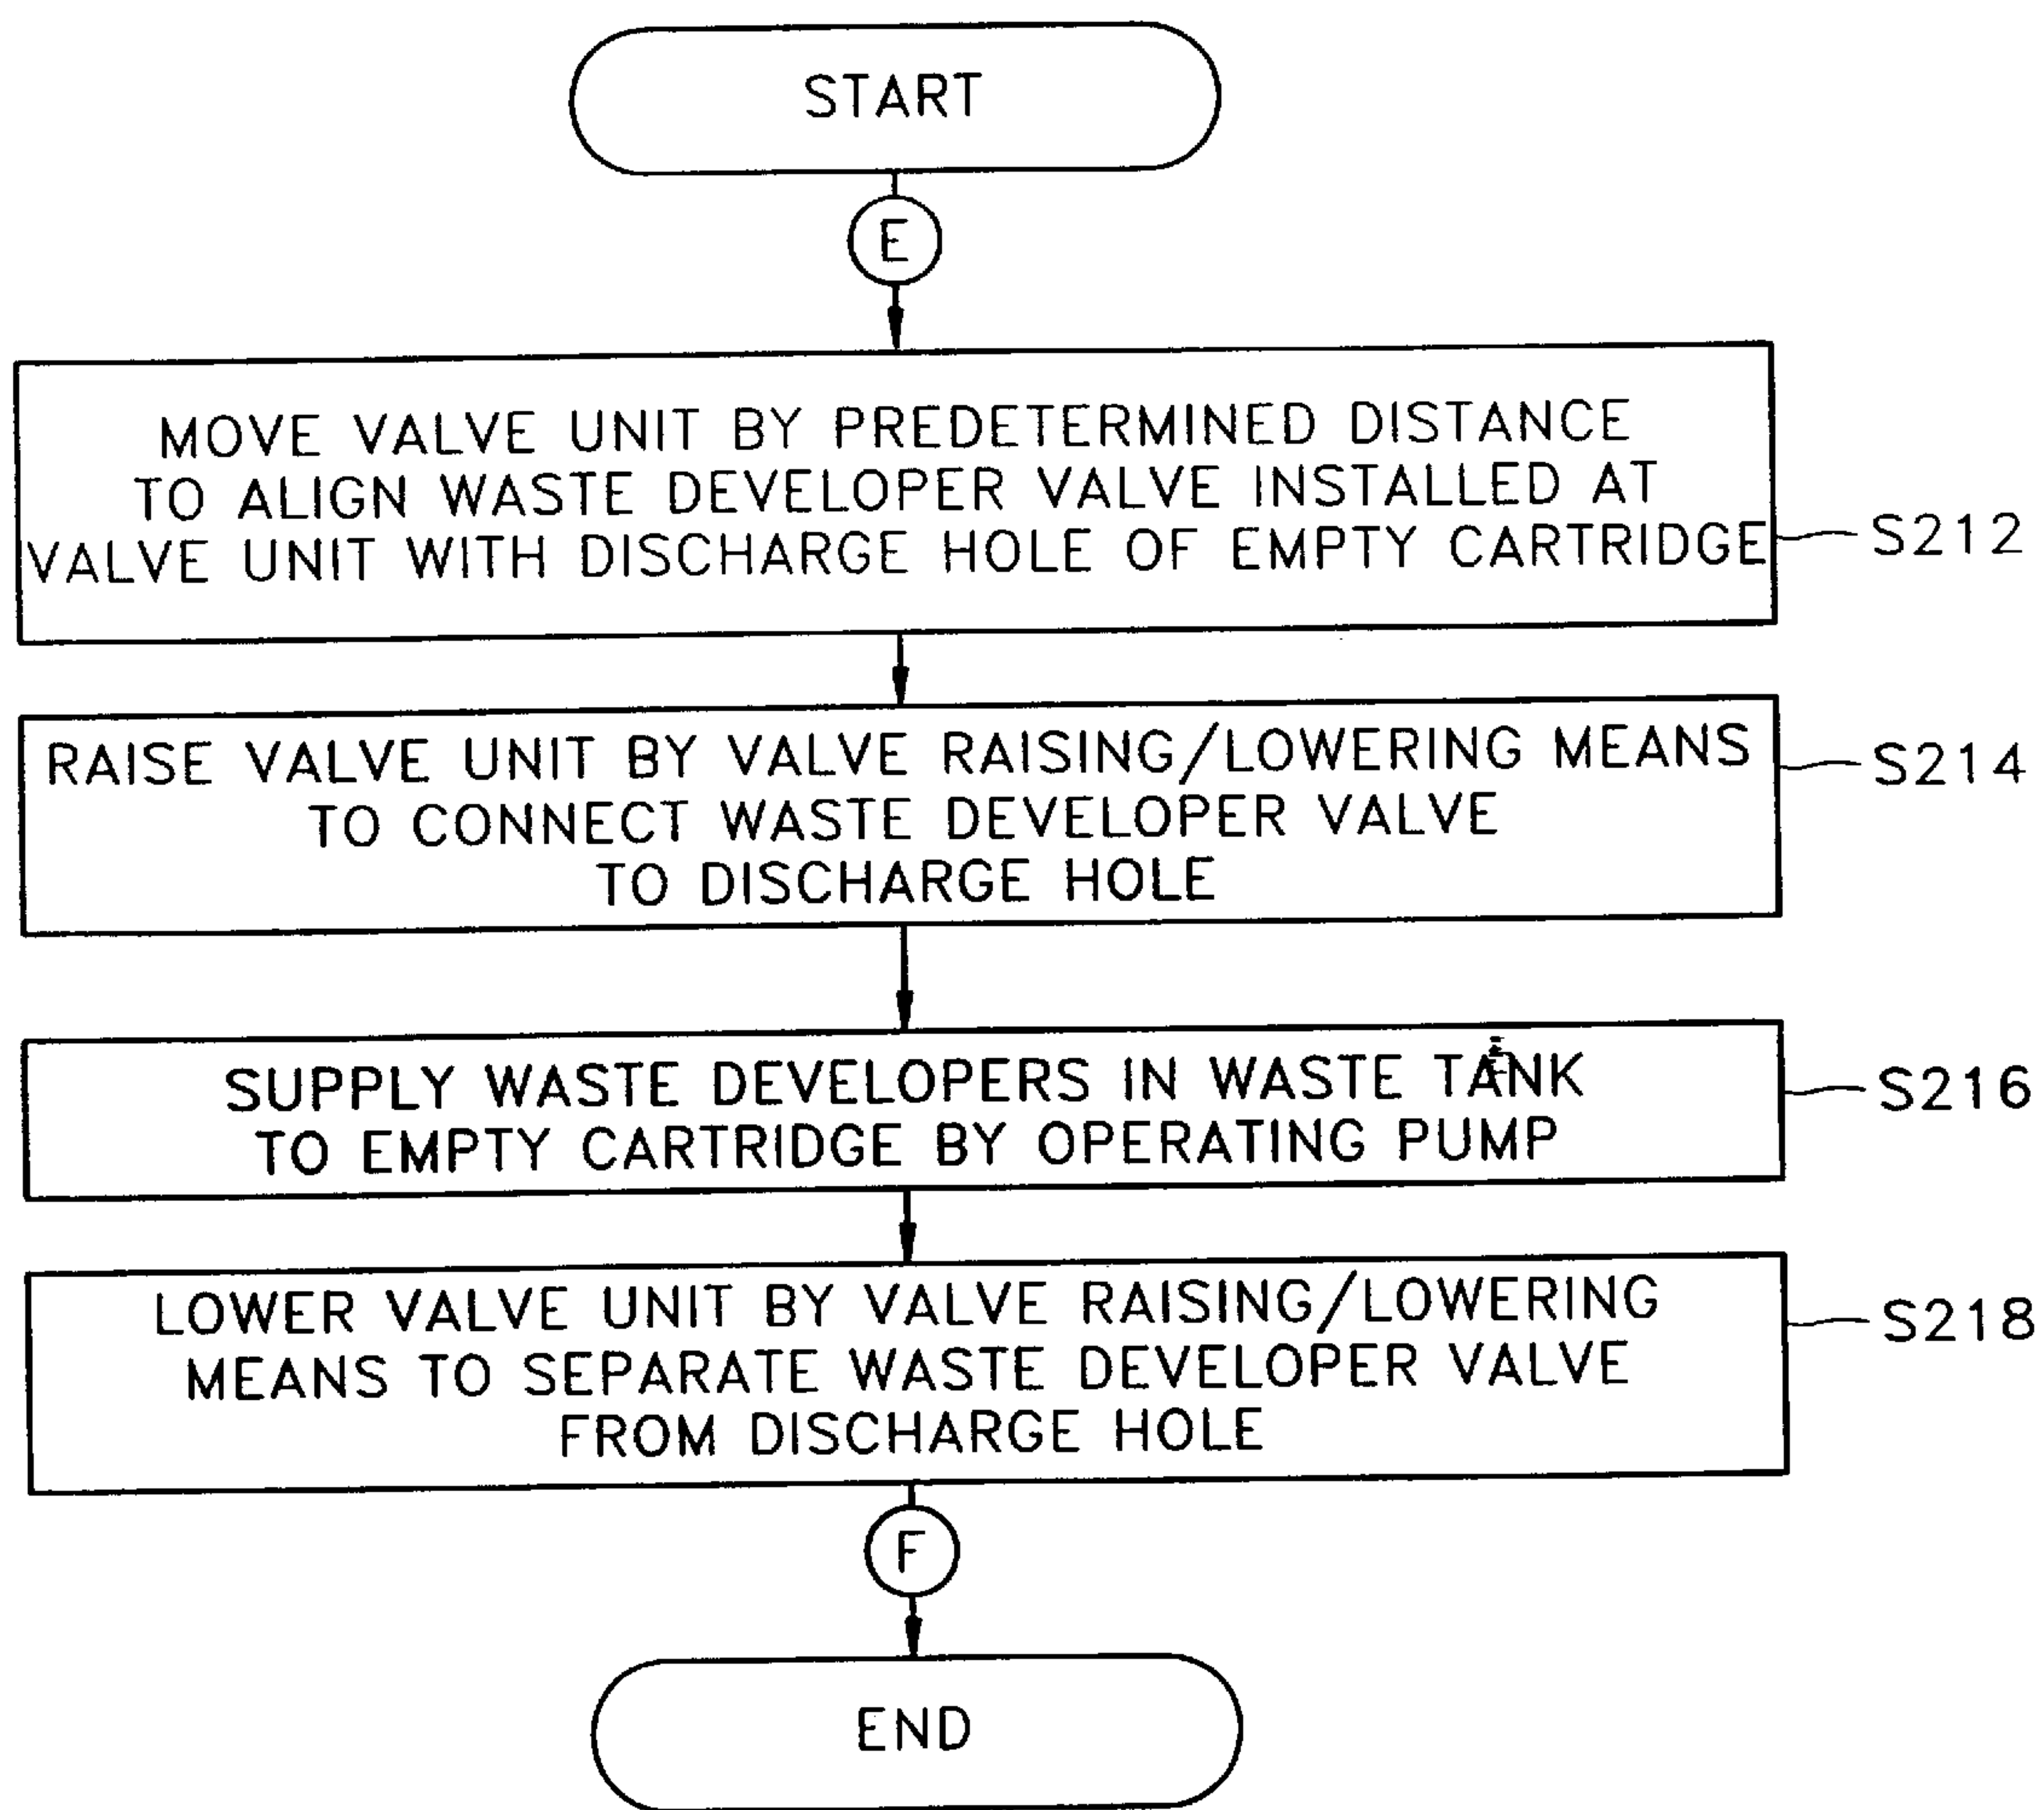 START
E
MOVE VALVE UNIT BY PREDETERMINED DISTANCE
TO ALIGN WASTE DEVELOPER VALVE INSTALLED AT
VALVE UNIT WITH DISCHARGE HOLE OF EMPTY CARTRIDGE
S212
RAISE VALVE UNIT BY VALVE RAISING/LOWERING MEANS
TO CONNECT WASTE DEVELOPER VALVE
TO DISCHARGE HOLE
S214
SUPPLY WASTE DEVELOPERS IN WASTE TANK
TO EMPTY CARTRIDGE BY OPERATING PUMP
S216
LOWER VALVE UNIT BY VALVE RAISING/LOWERING
MEANS TO SEPARATE WASTE DEVELOPER VALVE
FROM DISCHARGE HOLE
S218
F
END